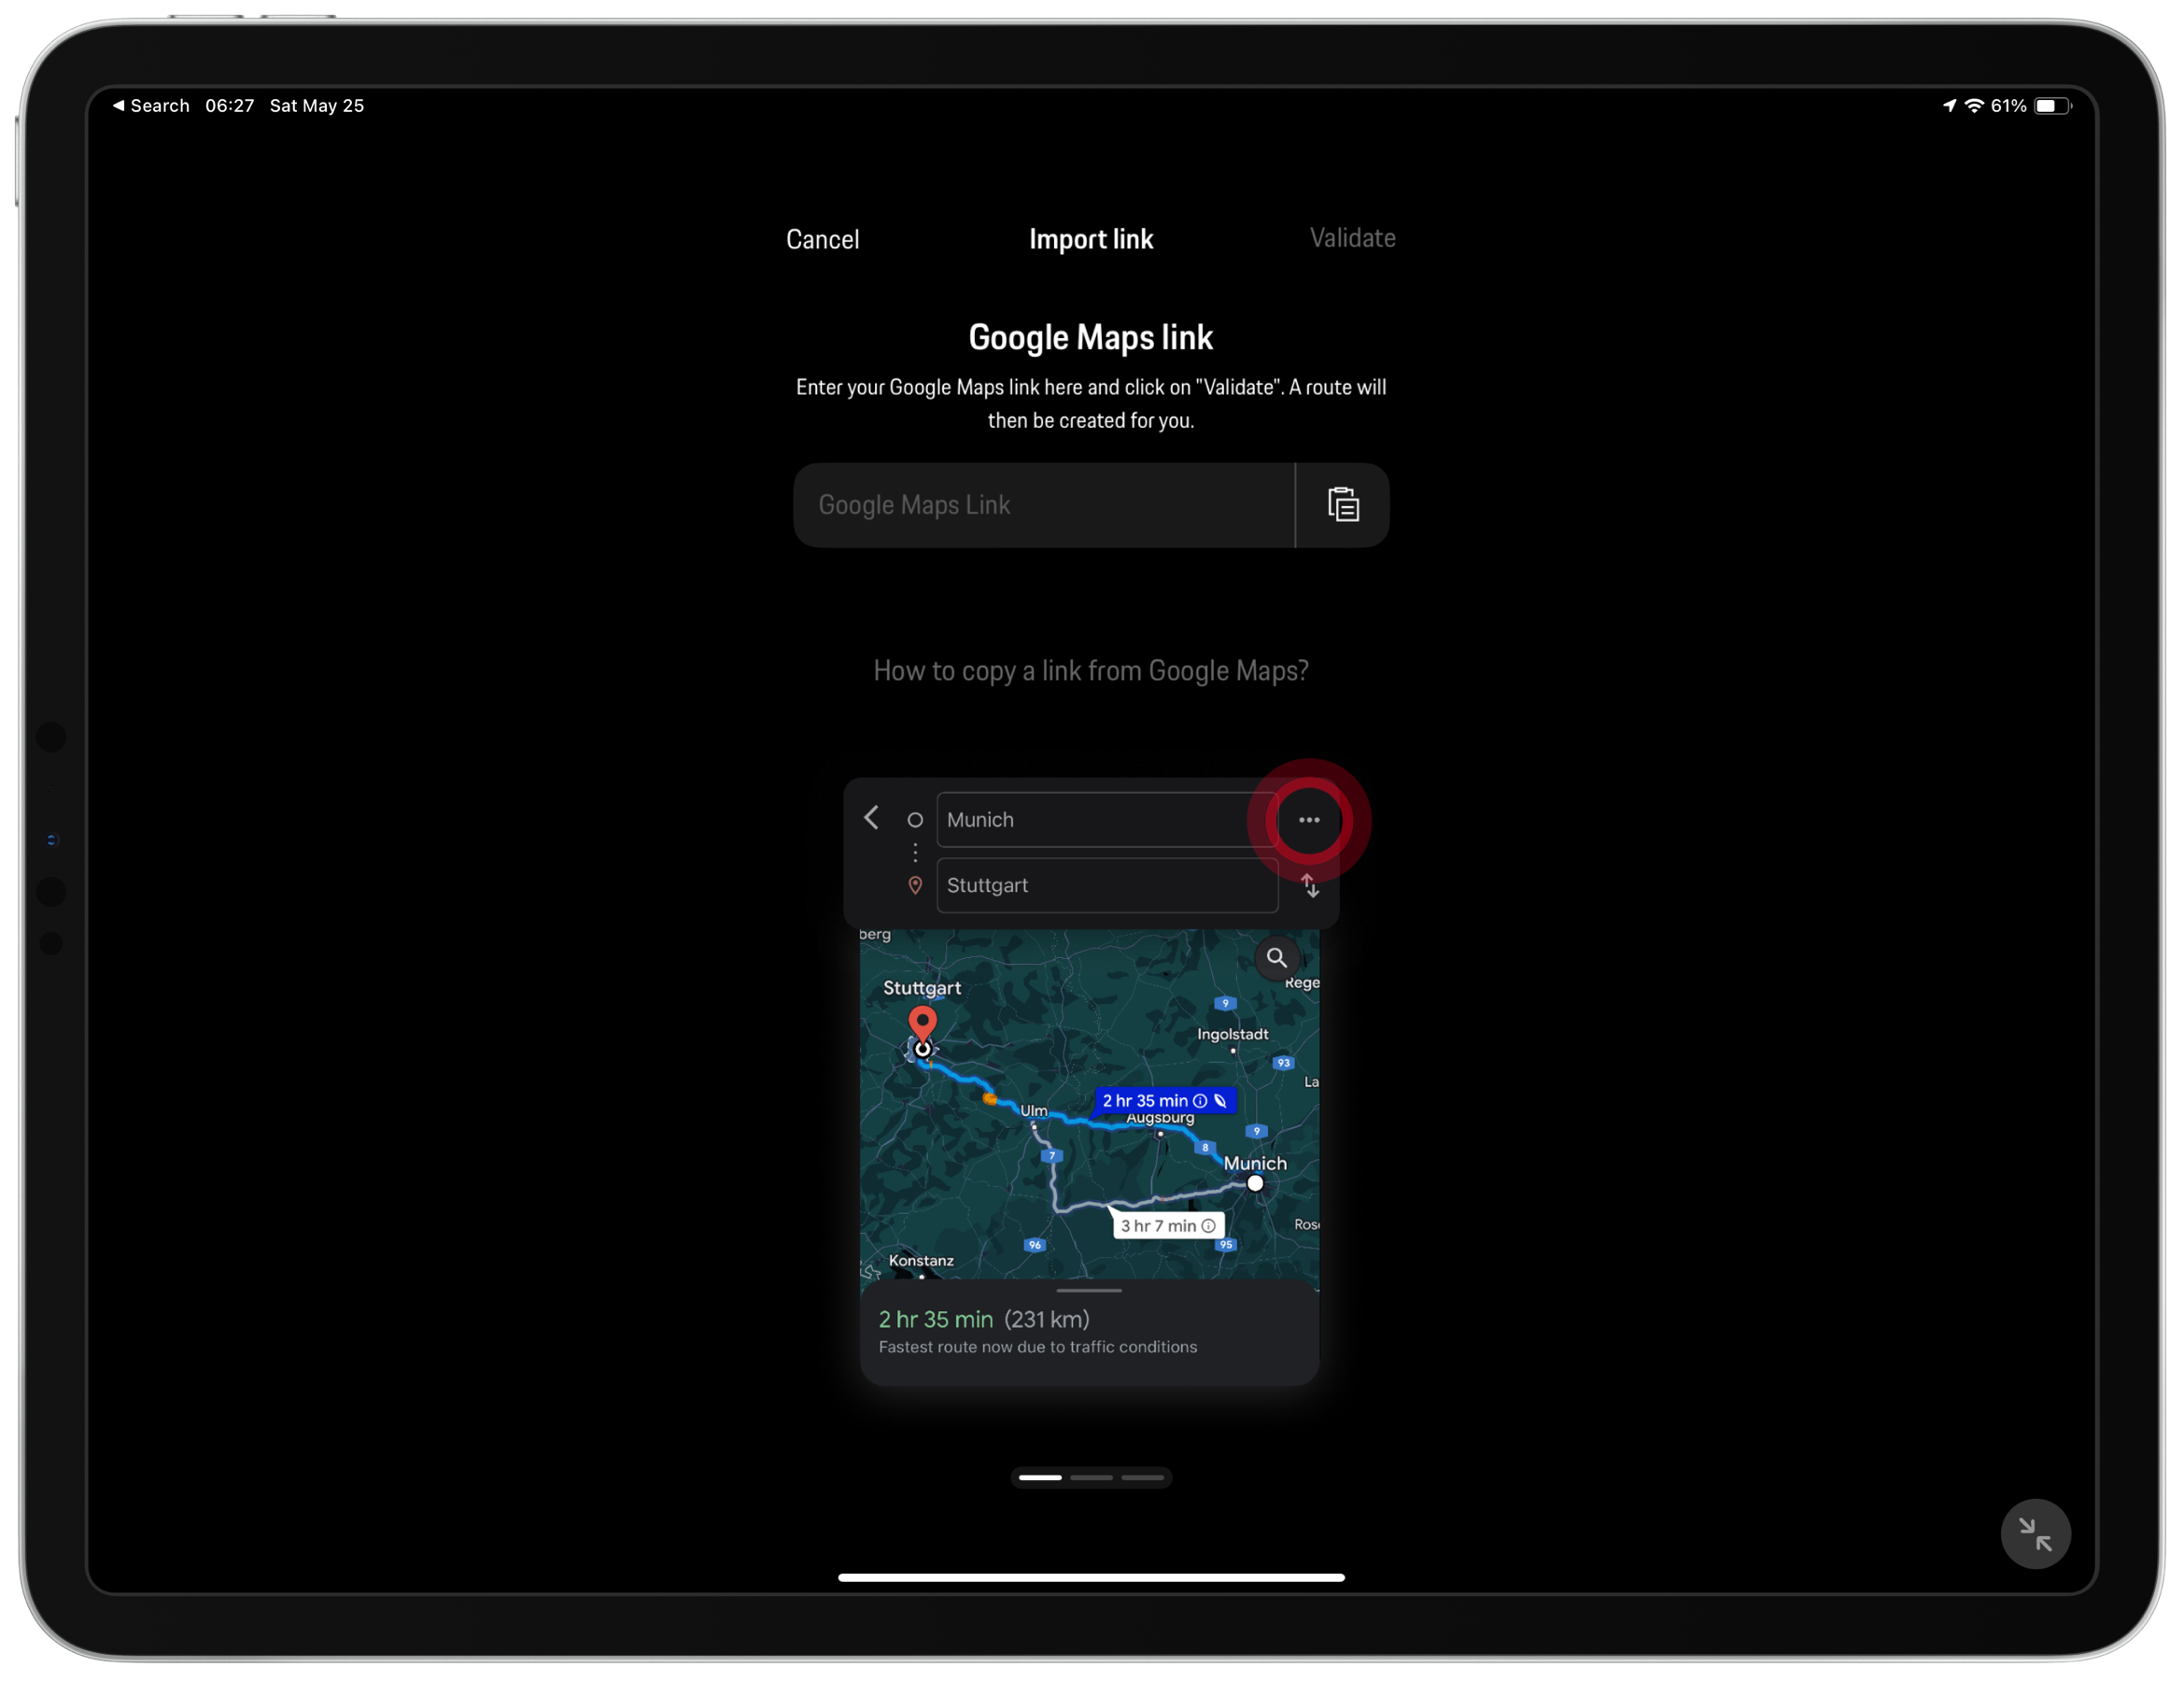 Search 06:27 Sat May 25
61%
Cancel
Import link
Validate
Google Maps link
Enter your Google Maps link here and click on "Validate". A route will
then be created for you.
Google Maps Link
How to copy a link from Google Maps?
Munich
Stuttgart
berg
Rege
Stuttgart
9
Ingolstadt
93
La
2 hr 35 min
Ulm
Augsburg
9
8
7
Munich
3 hr 7 min
Rose
96
95
Konstanz
2 hr 35 min (231 km)
Fastest route now due to traffic conditions